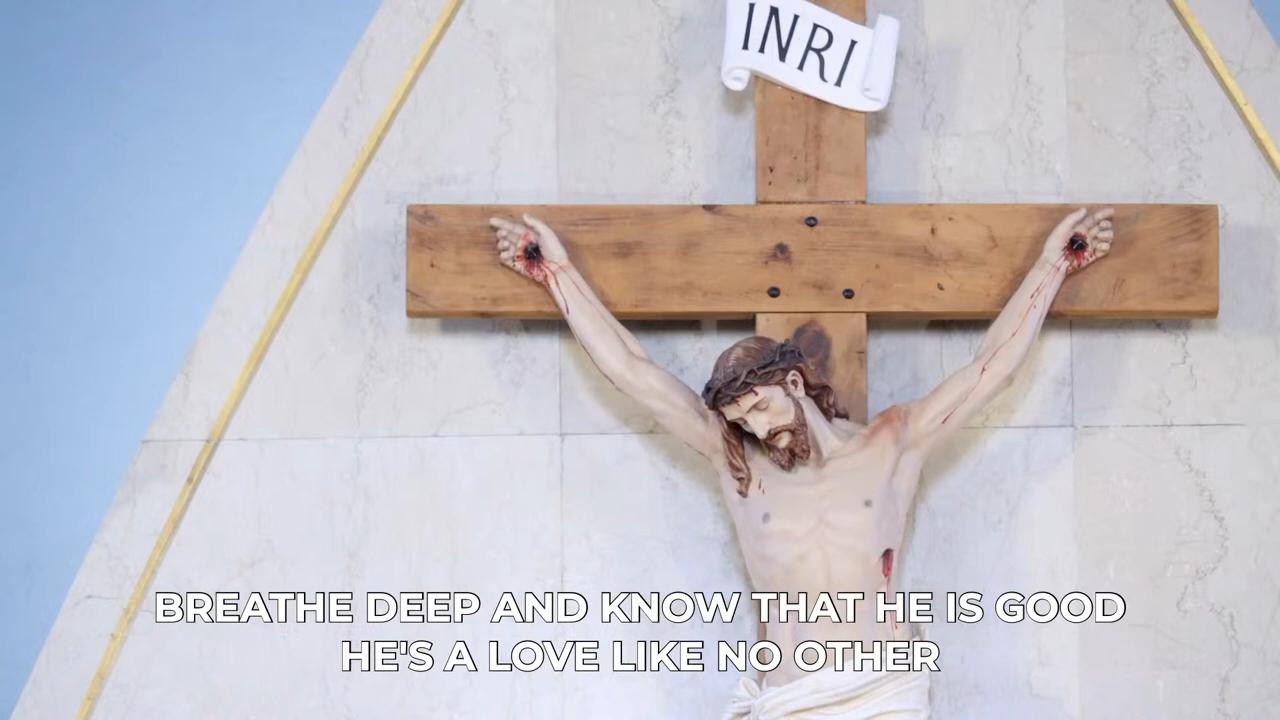 INRI
BREATHE DEEP AND KNOW THAT HE IS GOOD
HE'S A LOVE LIKE NO OTHER